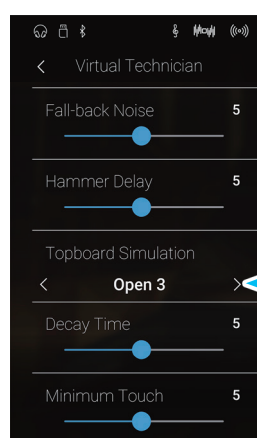 Virtual Technician
Fall-back Noise 5
Hammer Delay 5
Topboard Simulation
Open 3
Decay Time 5
Minimum Touch 5